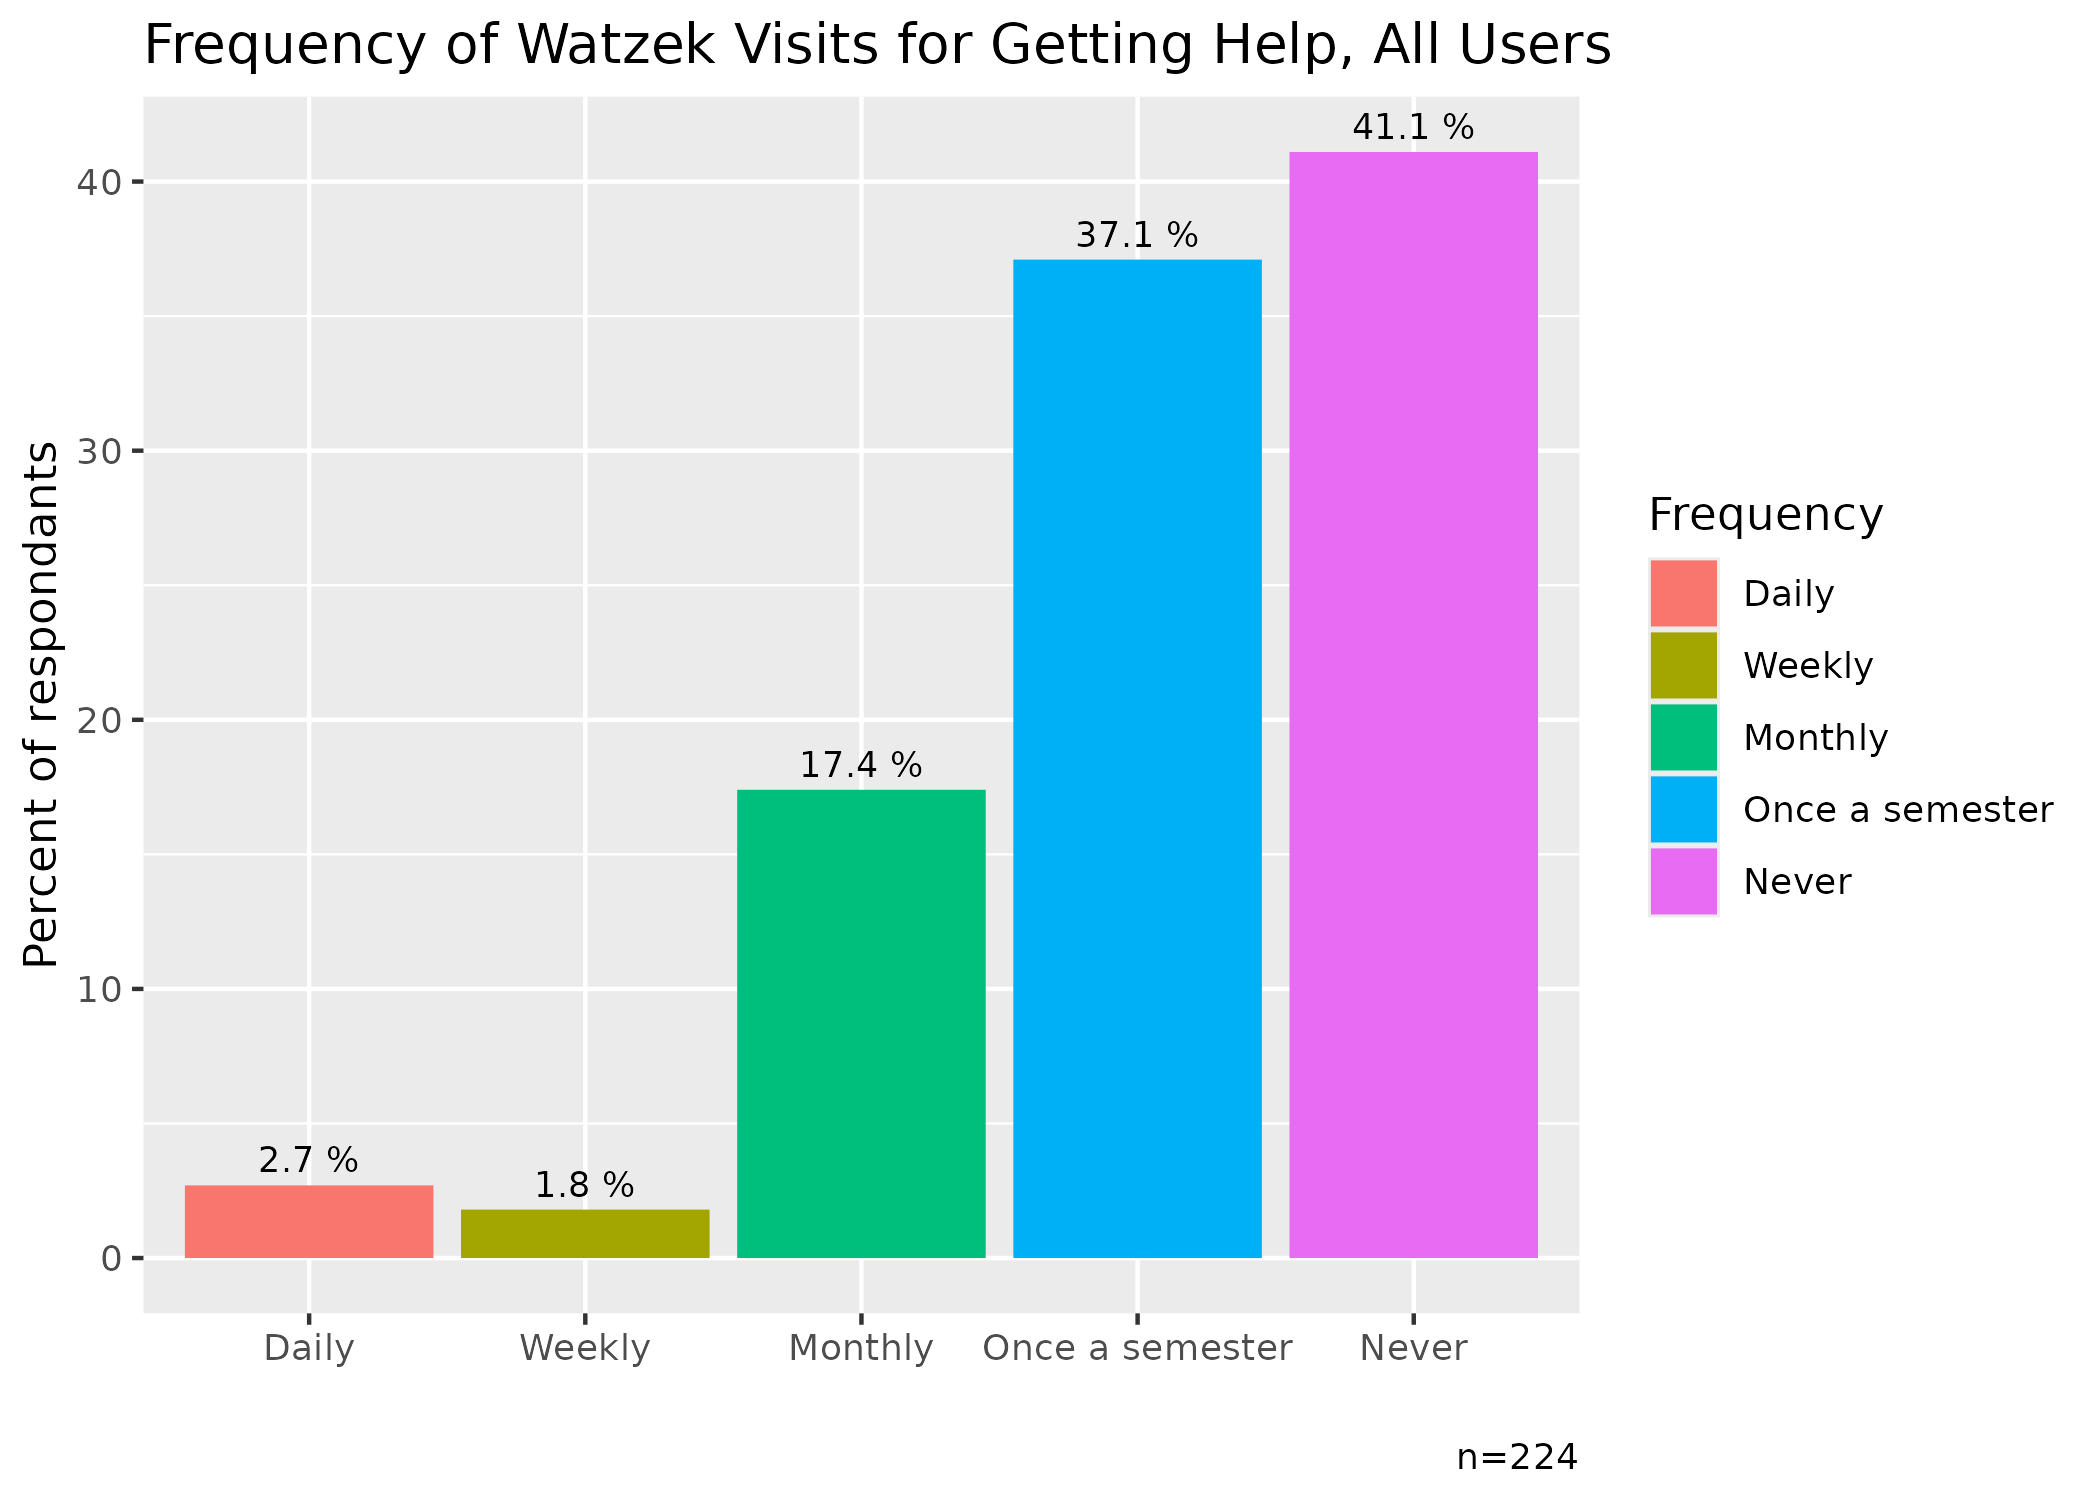 Frequency of Watzek Visits for Getting Help, All Users
41.1 %
37.1 %
17.4 %
2.7 %
1.8 %
40
30
20
10
0
Percent of respondants
Daily
Weekly
Monthly
Once a semester
Never
Frequency
Daily
Weekly
Monthly
Once a semester
Never
n=224